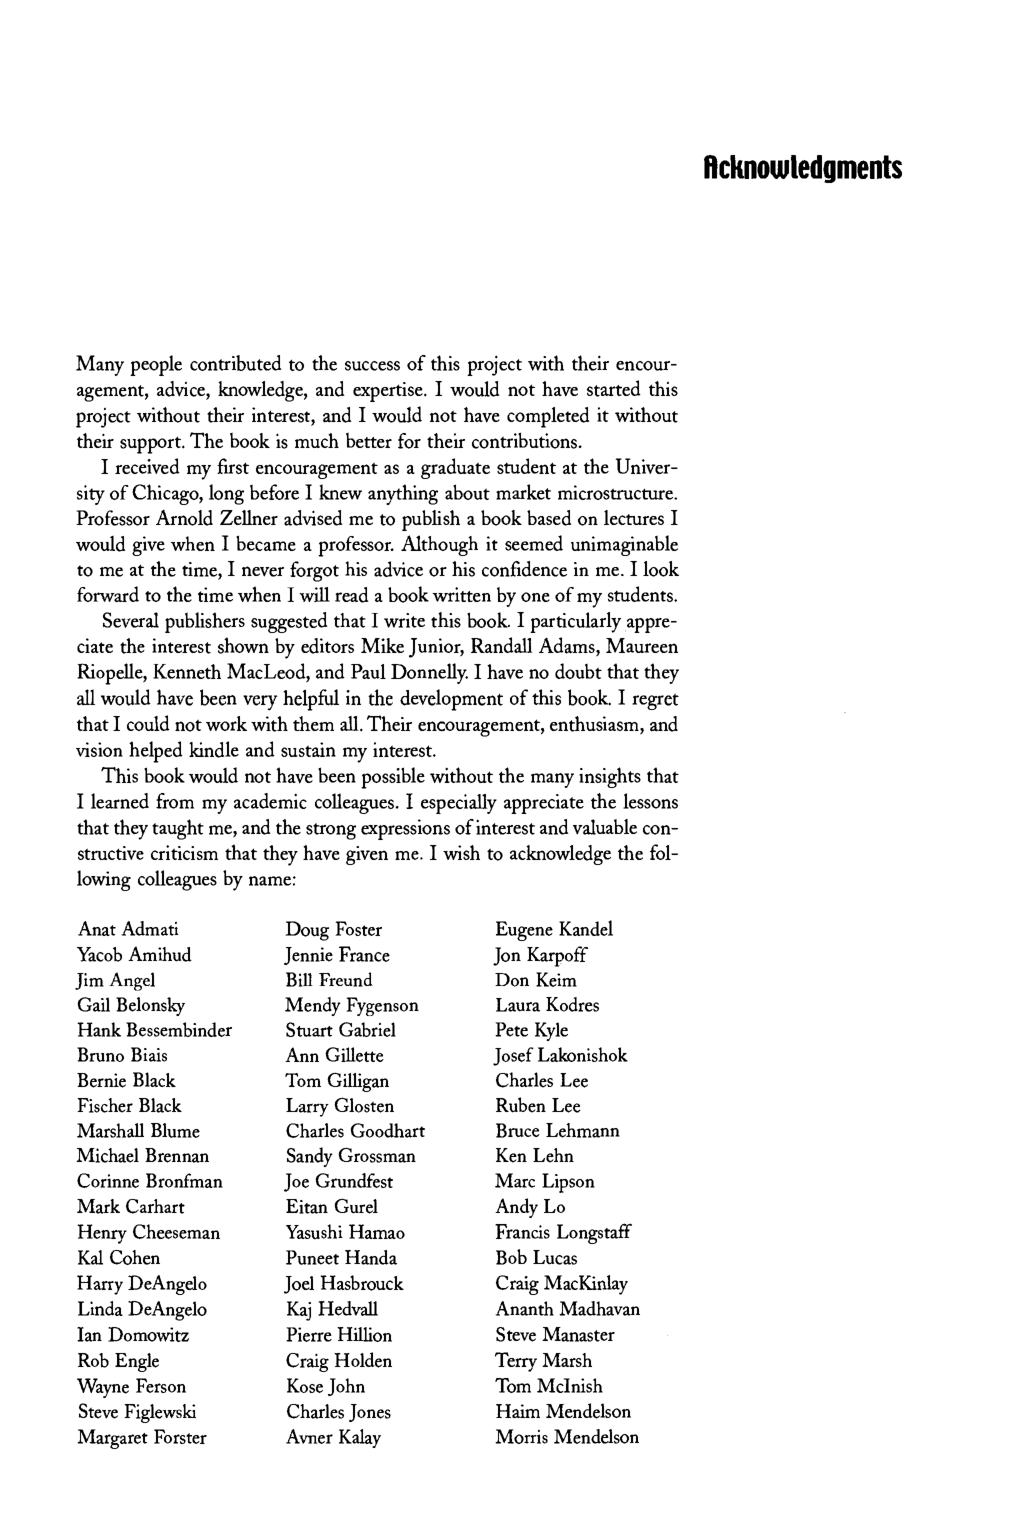 Acknowledgments
Many people contributed to the success of this project with their encour-
agement, advice, knowledge, and expertise. I would not have started this
project without their interest, and I would not have completed it without
their support. The book is much better for their contributions.
I received my first encouragement as a graduate student at the Univer-
sity of Chicago, long before I knew anything about market microstructure.
Professor Arnold Zellner advised me to publish a book based on lectures I
would give when I became a professor. Although it seemed unimaginable
to me at the time, I never forgot his advice or his confidence in me. I look
forward to the time when I will read a book written by one of my students.
Several publishers suggested that I write this book. I particularly appre-
ciate the interest shown by editors Mike Junior, Randall Adams, Maureen
Riopelle, Kenneth MacLeod, and Paul Donnelly. I have no doubt that they
all would have been very helpful in the development of this book. I regret
that I could not work with them all. Their encouragement, enthusiasm, and
vision helped kindle and sustain my interest.
This book would not have been possible without the many insights that
I learned from my academic colleagues. I especially appreciate the lessons
that they taught me, and the strong expressions of interest and valuable con-
structive criticism that they have given me. I wish to acknowledge the fol-
lowing colleagues by name:
Anat Admati
Yacob Amihud
Jim Angel
Gail Belonsky
Hank Bessembinder
Bruno Biais
Bernie Black
Fischer Black
Marshall Blume
Michael Brennan
Corinne Bronfman
Mark Carhart
Henry Cheeseman
Kal Cohen
Harry DeAngelo
Linda DeAngelo
Ian Domowitz
Rob Engle
Wayne Ferson
Steve Figlewski
Margaret Forster
Doug Foster
Jennie France
Bill Freund
Mendy Fygenson
Stuart Gabriel
Ann Gillette
Tom Gilligan
Larry Glosten
Charles Goodhart
Sandy Grossman
Joe Grundfest
Eitan Gurel
Yasushi Hamao
Puneet Handa
Joel Hasbrouck
Kaj Hedvall
Pierre Hillion
Craig Holden
Kose John
Charles Jones
Avner Kalay
Eugene Kandel
Jon Karpoff
Don Keim
Laura Kodres
Pete Kyle
Josef Lakonishok
Charles Lee
Ruben Lee
Bruce Lehmann
Ken Lehn
Marc Lipson
Andy Lo
Francis Longstaff
Bob Lucas
Craig MacKinlay
Ananth Madhavan
Steve Manaster
Terry Marsh
Tom McInish
Haim Mendelson
Morris Mendelson